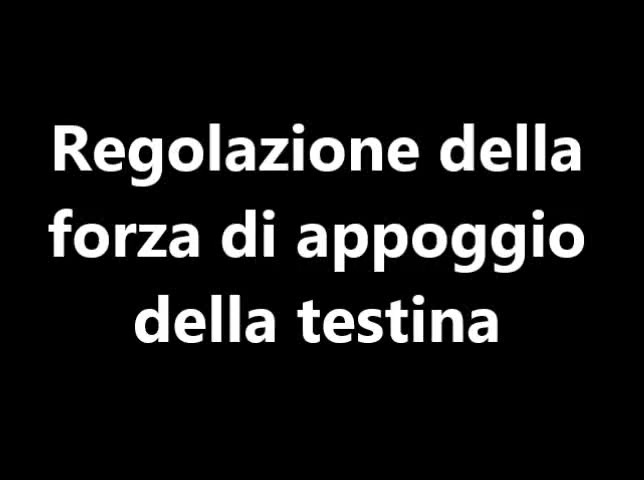 Regolazione della
forza di appoggio
della testina